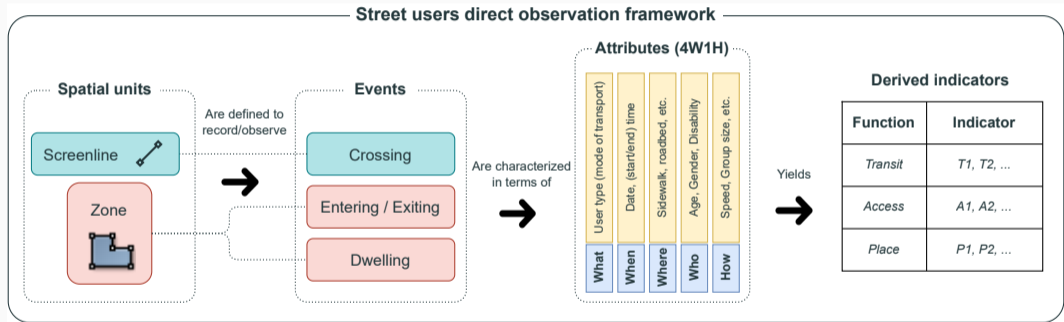 Street users direct observation framework
Spatial units
Screenline
Zone
Are defined to
record/observe
Events
Crossing
Entering / Exiting
Dwelling
Are characterized
in terms of
Attributes (4W1H)
User type (mode of transport)
What
Date, (start/end) time
When
Sidewalk, roadbed, etc.
Where
Age, Gender, Disability
Who
Speed, Group size, etc.
How
Yields
Derived indicators
Function Indicator
Transit T1, T2, ...
Access A1, A2, ...
Place P1, P2, ...